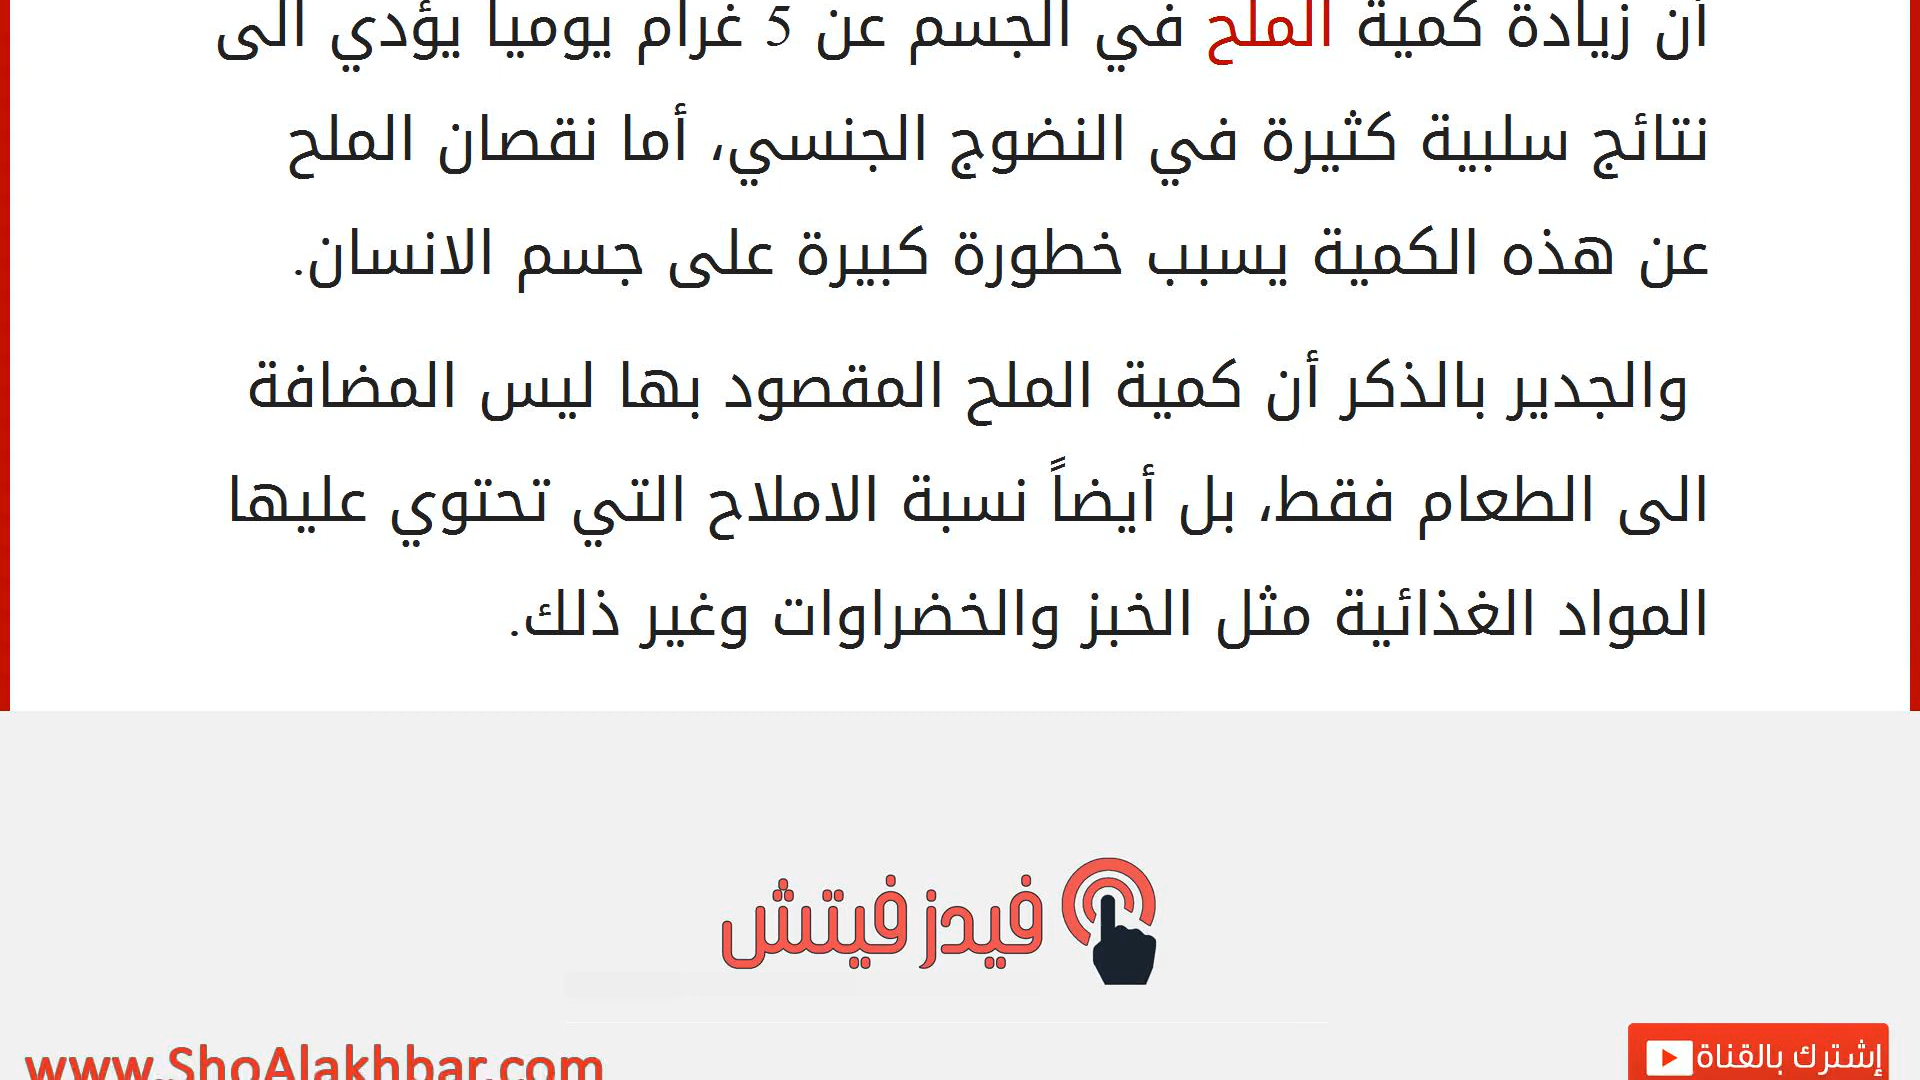 أن زيادة كمية الملح في الجسم عن 5 غرام يوميا يؤدي الى
نتائج سلبية كثيرة في النضوج الجنسي، أما نقصان الملح
عن هذه الكمية يسبب خطورة كبيرة على جسم الانسان.
والجدير بالذكر أن كمية الملح المقصود بها ليس المضافة
الى الطعام فقط، بل أيضاً نسبة الاملاح التي تحتوي عليها
المواد الغذائية مثل الخبز والخضراوات وغير ذلك.
فيدز فيتش
www.ShoAlakhbar.com
إشترك بالقناة